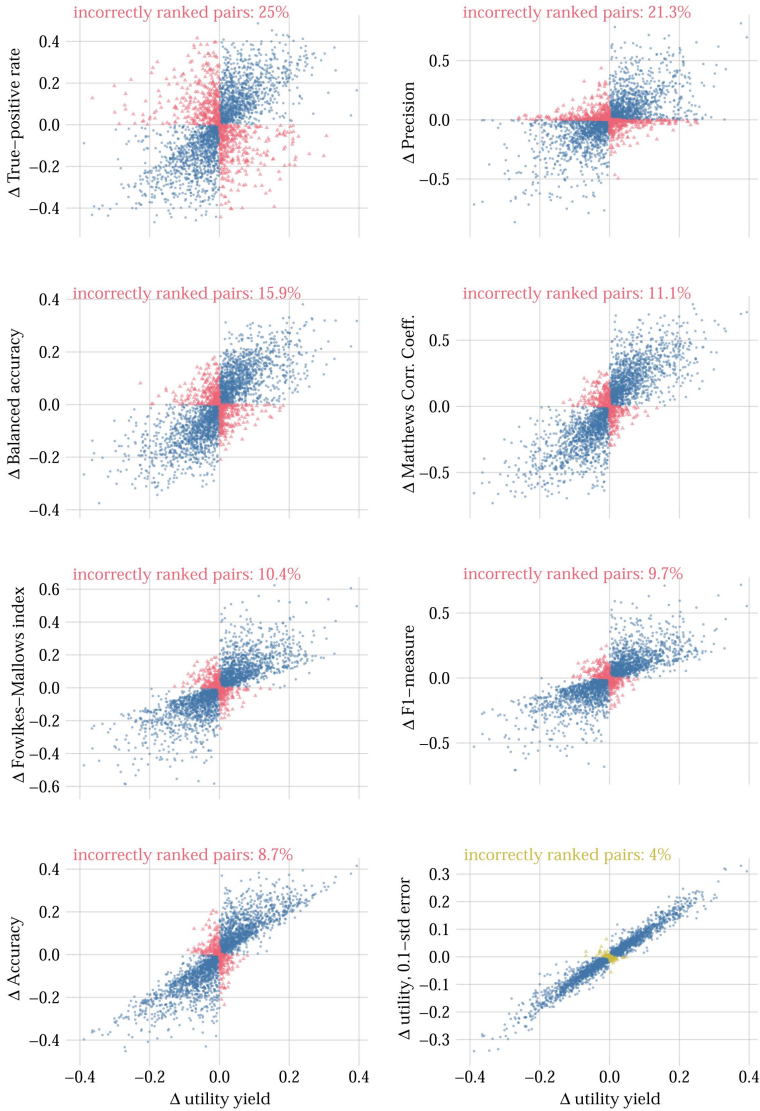 incorrectly ranked pairs: 25%
Δ True−positive rate
0.4
0.2
0.0
−0.2
−0.4
incorrectly ranked pairs: 21.3%
Δ Precision
0.5
0.0
−0.5
incorrectly ranked pairs: 15.9%
Δ Balanced accuracy
0.4
0.2
0.0
−0.2
−0.4
incorrectly ranked pairs: 11.1%
Δ Matthews Corr. Coeff.
0.5
0.0
−0.5
incorrectly ranked pairs: 10.4%
Δ Fowlkes−Mallows index
0.6
0.4
0.2
0.0
−0.2
−0.4
−0.6
incorrectly ranked pairs: 9.7%
Δ F1−measure
0.5
0.0
−0.5
incorrectly ranked pairs: 8.7%
Δ Accuracy
0.4
0.2
0.0
−0.2
−0.4
−0.4 −0.2 0.0 0.2 0.4
Δ utility yield
incorrectly ranked pairs: 4%
Δ utility, 0.1−std error
0.3
0.2
0.1
0.0
−0.1
−0.2
−0.3
−0.4 −0.2 0.0 0.2 0.4
Δ utility yield